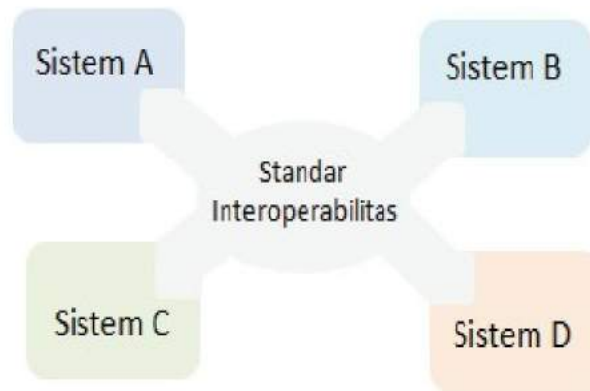 Sistem A
Sistem B
Standar
Interoperabilitas
Sistem C
Sistem D